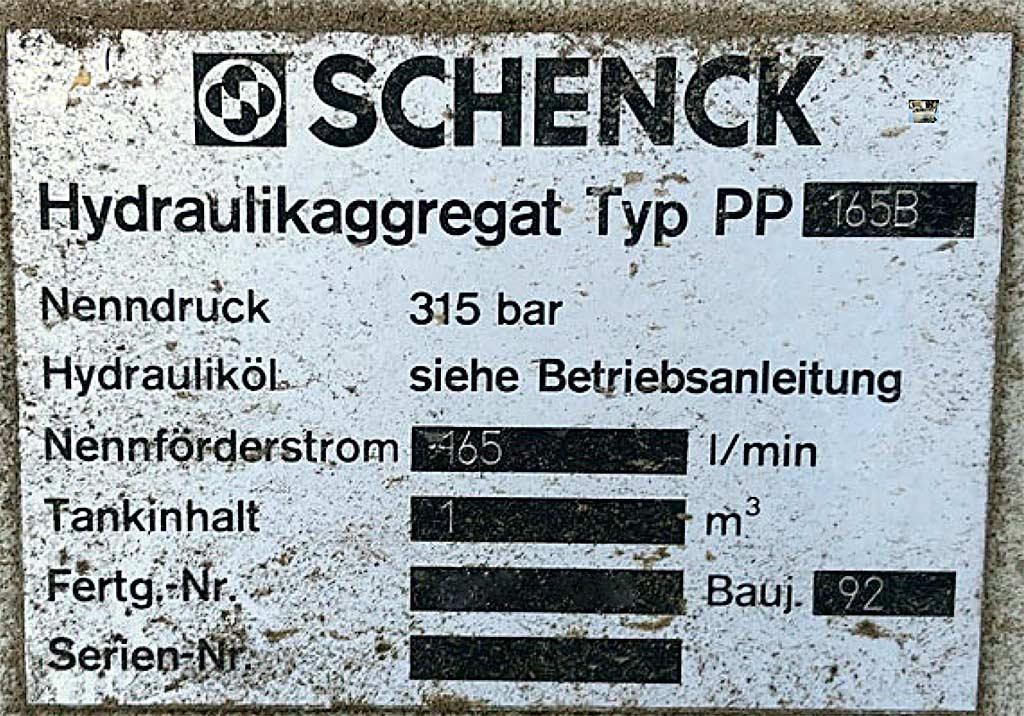 SCHENCK
Hydraulikaggregat Typ PP 165B
Nenndruck 315 bar
Hydrauliköl siehe Betriebsanleitung
Nennförderstrom 165 l/min
Tankinhalt 1 m³
Fertg.-Nr. Bauj. 92
Serien-Nr.